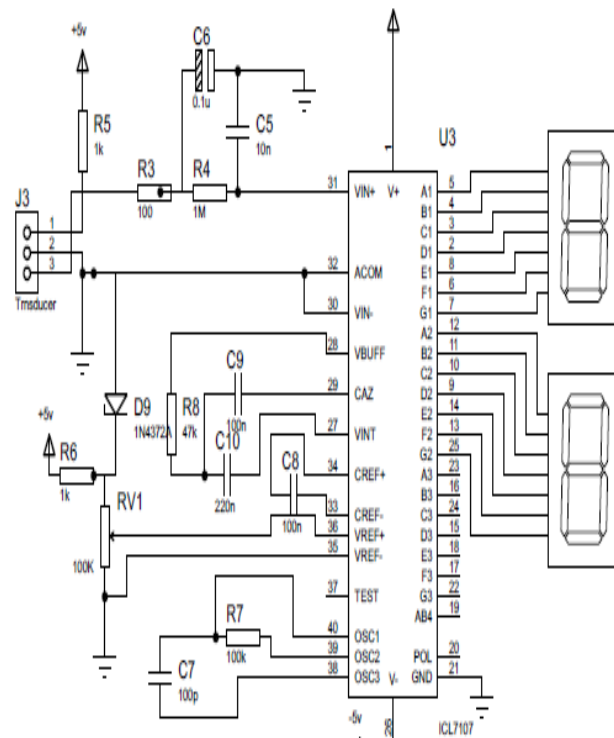 +5v
C6
0.1u
C5
10n
R5
1k
R3
100
R4
1M
J3
1
2
3
Trnsducer
D9
1N4372A
+5v
R6
1k
RV1
100K
R8
47k
C9
100n
C10
220n
C8
100n
R7
100k
C7
100p
U3
1
31 VIN+ V+ A1 5
B1 4
C1 3
D1 2
32 ACOM E1 8
F1 6
30 VIN- G1 7
A2 12
28 VBUFF B2 11
C2 10
29 CAZ D2 9
E2 14
27 VINT F2 13
G2 25
34 CREF+ A3 23
B3 16
33 CREF- C3 24
36 VREF+ D3 15
35 VREF- E3 18
F3 17
37 TEST G3 22
AB4 19
40 OSC1
39 OSC2 POL 20
38 OSC3 V- GND 21
-5v
26
ICL7107